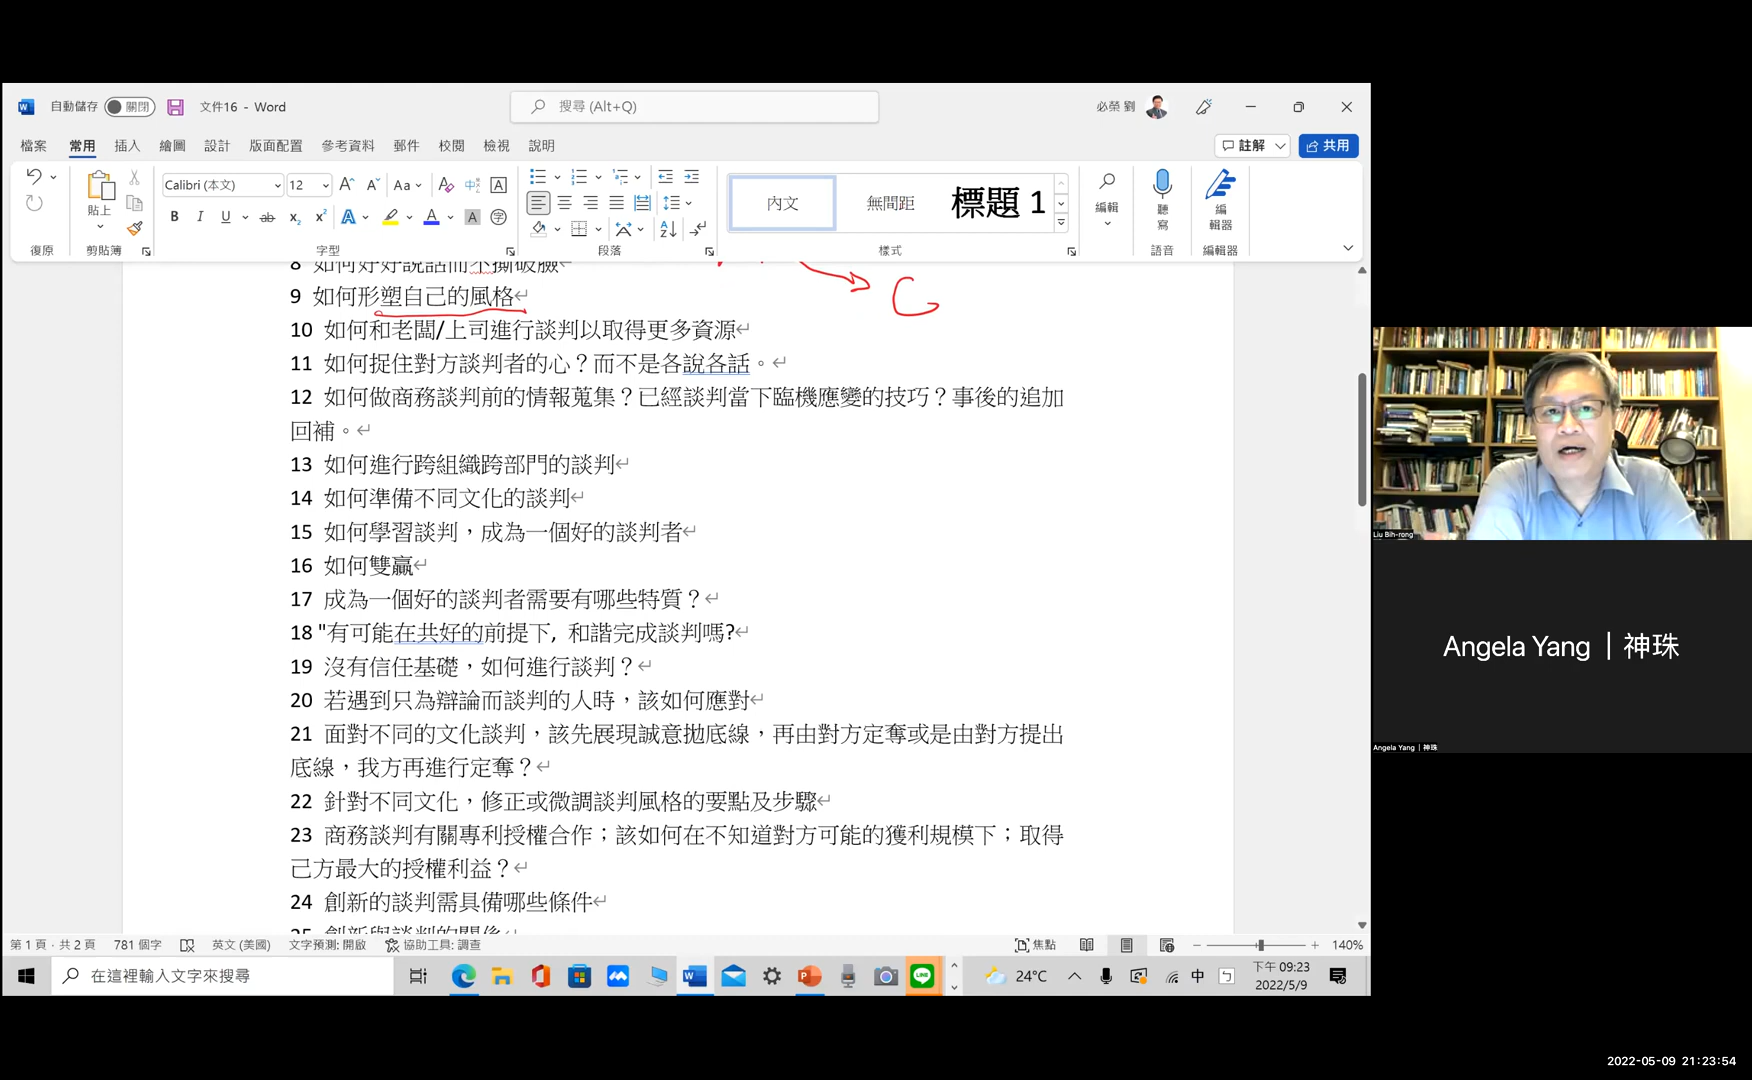 自動儲存 關閉 文件16 - Word 搜尋 (Alt+Q) 必榮 劉
檔案 常用 插入 繪圖 設計 版面配置 參考資料 郵件 校閱 檢視 說明 註解 共用
貼上 Calibri (本文) 12 Aa 內文 無間距 標題 1 編輯 聽寫 編輯器
復原 剪貼簿 字型 段落 樣式 語音 編輯器
8 如何好好說話而不撕破臉
9 如何形塑自己的風格
10 如何和老闆/上司進行談判以取得更多資源
11 如何捉住對方談判者的心？而不是各說各話。
12 如何做商務談判前的情報蒐集？已經談判當下臨機應變的技巧？事後的追加
回補。
13 如何進行跨組織跨部門的談判
14 如何準備不同文化的談判
15 如何學習談判，成為一個好的談判者
16 如何雙贏
17 成為一個好的談判者需要有哪些特質？
18 "有可能在共好的前提下, 和諧完成談判嗎?
19 沒有信任基礎，如何進行談判？
20 若遇到只為辯論而談判的人時，該如何應對
21 面對不同的文化談判，該先展現誠意拋底線，再由對方定奪或是由對方提出
底線，我方再進行定奪？
22 針對不同文化，修正或微調談判風格的要點及步驟
23 商務談判有關專利授權合作；該如何在不知道對方可能的獲利規模下；取得
己方最大的授權利益？
24 創新的談判需具備哪些條件
25 創新與談判的關係
第 1 頁，共 2 頁 781 個字 英文 (美國) 文字預測: 開啟 協助工具: 調查 焦點 140%
在這裡輸入文字來搜尋 24°C 中 下午 09:23
2022/5/9
Liu Bih-rong
Angela Yang｜神珠
Angela Yang｜神珠
2022-05-09 21:23:54